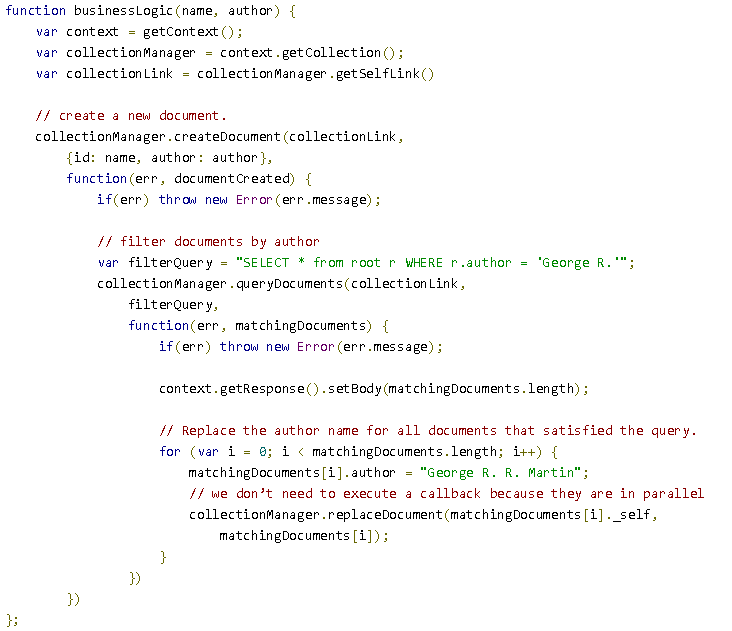 function businessLogic(name, author) {
    var context = getContext();
    var collectionManager = context.getCollection();
    var collectionLink = collectionManager.getSelfLink()

    // create a new document.
    collectionManager.createDocument(collectionLink,
        {id: name, author: author},
        function(err, documentCreated) {
            if(err) throw new Error(err.message);

            // filter documents by author
            var filterQuery = "SELECT * from root r WHERE r.author = 'George R.'";
            collectionManager.queryDocuments(collectionLink,
                filterQuery,
                function(err, matchingDocuments) {
                    if(err) throw new Error(err.message);

                    context.getResponse().setBody(matchingDocuments.length);

                    // Replace the author name for all documents that satisfied the query.
                    for (var i = 0; i < matchingDocuments.length; i++) {
                        matchingDocuments[i].author = "George R. R. Martin";
                        // we don’t need to execute a callback because they are in parallel
                        collectionManager.replaceDocument(matchingDocuments[i]._self,
                            matchingDocuments[i]);
                    }
                })
        })
};